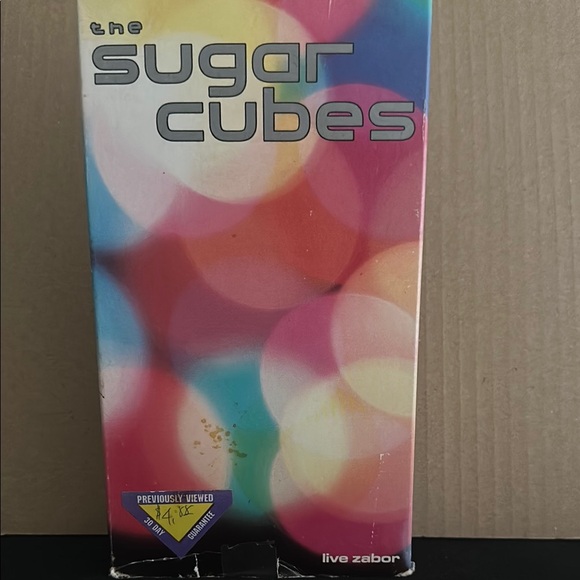 the
sugar
cubes
PREVIOUSLY VIEWED
30 DAY
GUARANTEE
live zabor